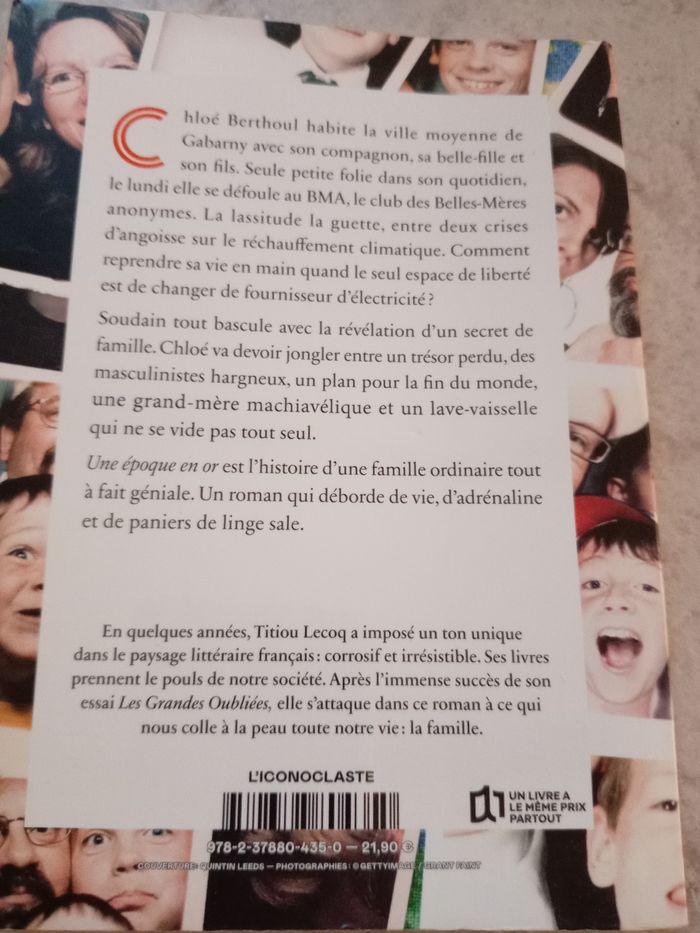 Chloé Berthoul habite la ville moyenne de
Gabarny avec son compagnon, sa belle-fille et
son fils. Seule petite folie dans son quotidien,
le lundi elle se défoule au BMA, le club des Belles-Mères
anonymes. La lassitude la guette, entre deux crises
d'angoisse sur le réchauffement climatique. Comment
reprendre sa vie en main quand le seul espace de liberté
est de changer de fournisseur d'électricité ?
Soudain tout bascule avec la révélation d'un secret de
famille. Chloé va devoir jongler entre un trésor perdu, des
masculinistes hargneux, un plan pour la fin du monde,
une grand-mère machiavélique et un lave-vaisselle
qui ne se vide pas tout seul.
Une époque en or est l'histoire d'une famille ordinaire tout
à fait géniale. Un roman qui déborde de vie, d'adrénaline
et de paniers de linge sale.
En quelques années, Titiou Lecoq a imposé un ton unique
dans le paysage littéraire français : corrosif et irrésistible. Ses livres
prennent le pouls de notre société. Après l'immense succès de son
essai Les Grandes Oubliées, elle s'attaque dans ce roman à ce qui
nous colle à la peau toute notre vie : la famille.
L'ICONOCLASTE
UN LIVRE A
LE MÊME PRIX
PARTOUT
978-2-37880-435-0 — 21,90 €
COUVERTURE : QUINTIN LEEDS — PHOTOGRAPHIES : © GETTYIMAGE / GRANT FAINT